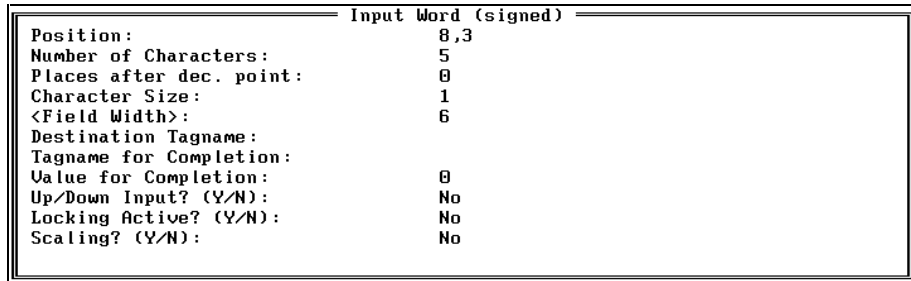 Input Word (signed)
Position: 8,3
Number of Characters: 5
Places after dec. point: 0
Character Size: 1
<Field Width>: 6
Destination Tagname:
Tagname for Completion:
Value for Completion: 0
Up/Down Input? (Y/N): No
Locking Active? (Y/N): No
Scaling? (Y/N): No